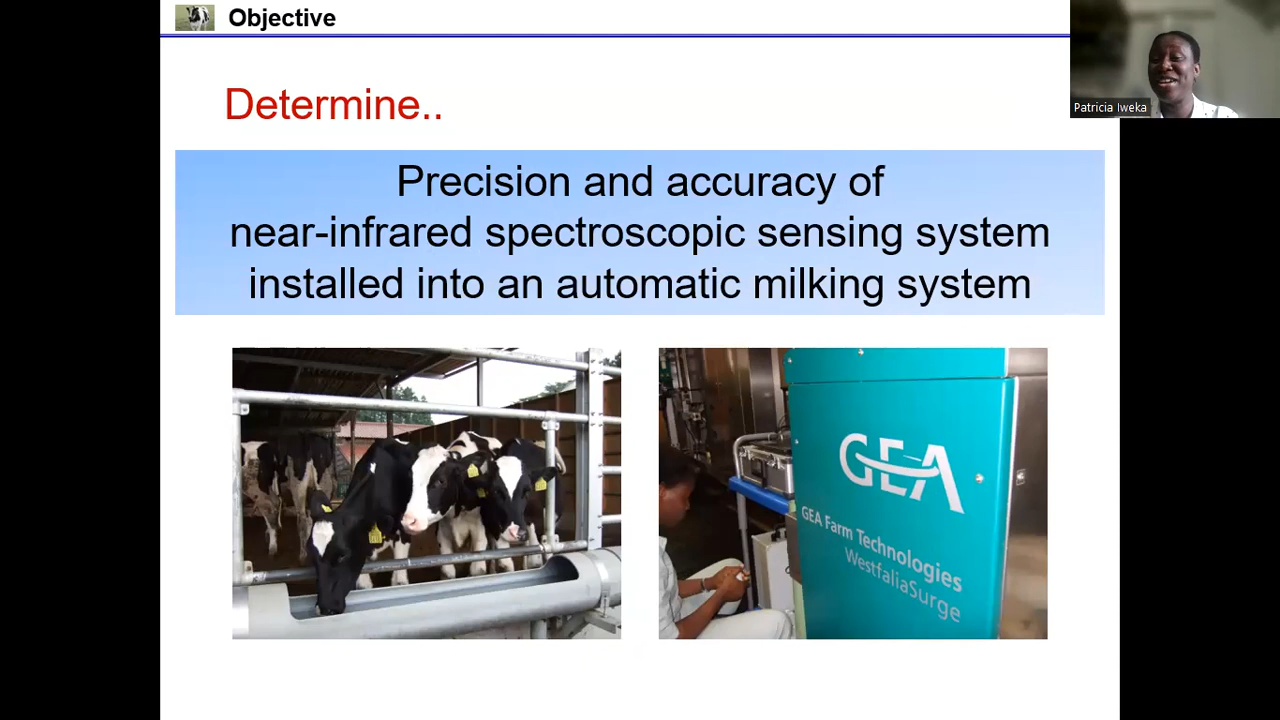 Objective
Patricia Iweka
Determine..
Precision and accuracy of
near-infrared spectroscopic sensing system
installed into an automatic milking system
GEA
GEA Farm Technologies
WestfaliaSurge